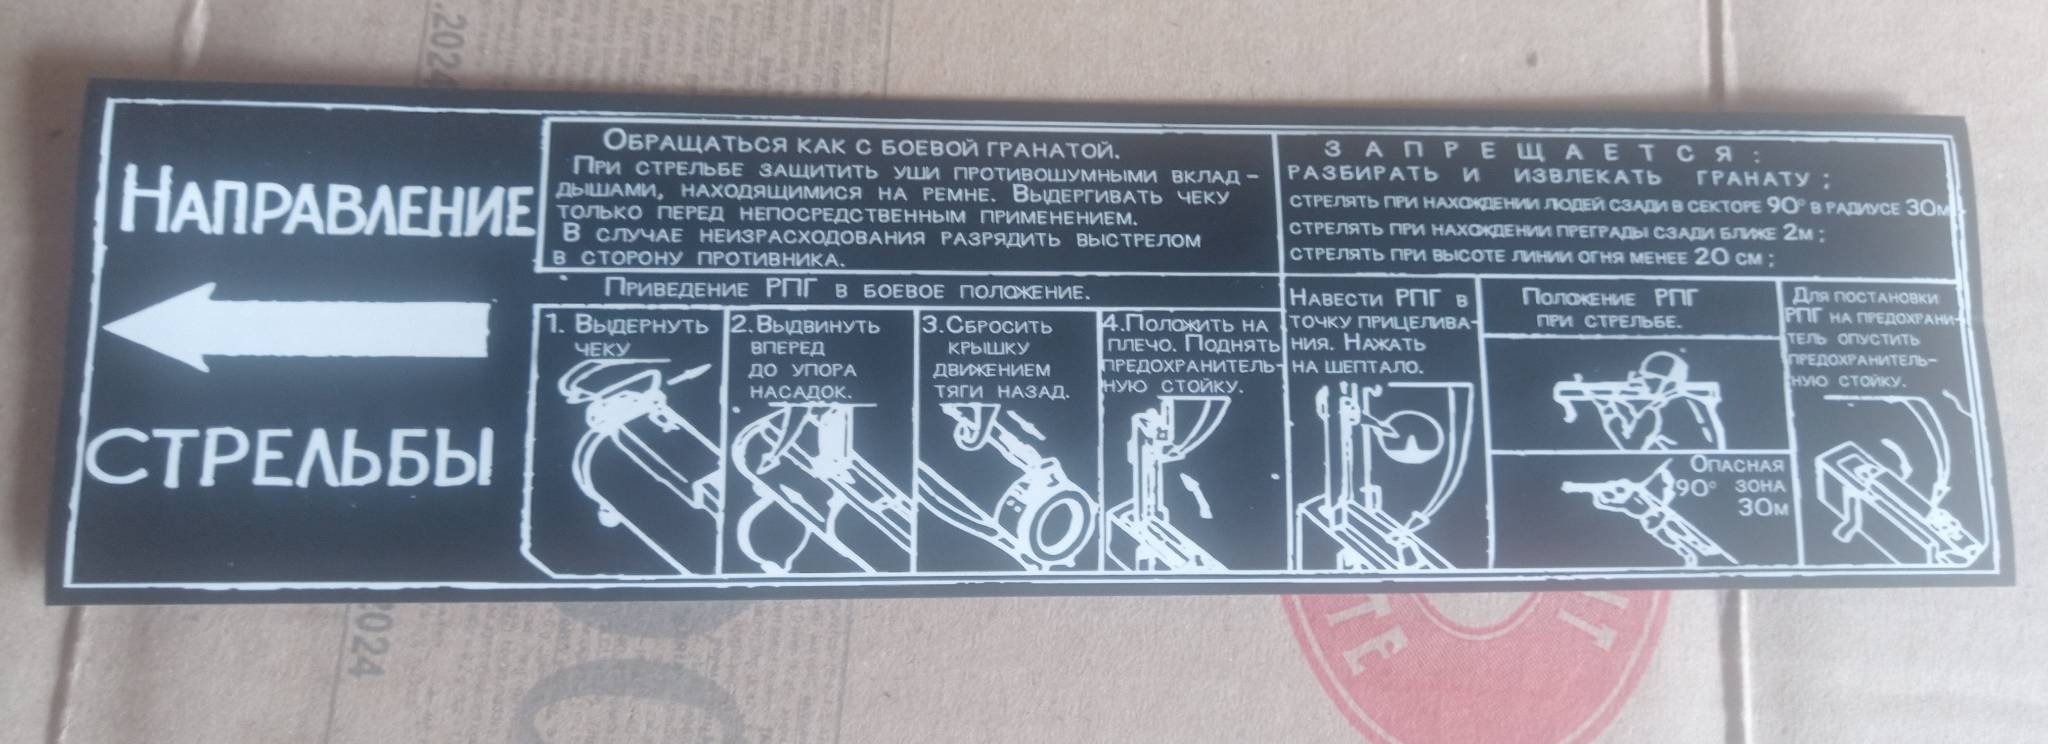 НАПРАВЛЕНИЕ
СТРЕЛЬБЫ
ОБРАЩАТЬСЯ КАК С БОЕВОЙ ГРАНАТОЙ.
ПРИ СТРЕЛЬБЕ ЗАЩИТИТЬ УШИ ПРОТИВОШУМНЫМИ ВКЛАД-
ДЫШАМИ, НАХОДЯЩИМИСЯ НА РЕМНЕ. ВЫДЕРГИВАТЬ ЧЕКУ
ТОЛЬКО ПЕРЕД НЕПОСРЕДСТВЕННЫМ ПРИМЕНЕНИЕМ.
В СЛУЧАЕ НЕИЗРАСХОДОВАНИЯ РАЗРЯДИТЬ ВЫСТРЕЛОМ
В СТОРОНУ ПРОТИВНИКА.
ЗАПРЕЩАЕТСЯ:
РАЗБИРАТЬ И ИЗВЛЕКАТЬ ГРАНАТУ;
СТРЕЛЯТЬ ПРИ НАХОЖДЕНИИ ЛЮДЕЙ СЗАДИ В СЕКТОРЕ 90° В РАДИУСЕ 30М
СТРЕЛЯТЬ ПРИ НАХОЖДЕНИИ ПРЕГРАДЫ СЗАДИ БЛИЖЕ 2М;
СТРЕЛЯТЬ ПРИ ВЫСОТЕ ЛИНИИ ОГНЯ МЕНЕЕ 20 СМ;
ПРИВЕДЕНИЕ РПГ В БОЕВОЕ ПОЛОЖЕНИЕ.
1. ВЫДЕРНУТЬ
ЧЕКУ
2. ВЫДВИНУТЬ
ВПЕРЕД
ДО УПОРА
НАСАДОК.
3. СБРОСИТЬ
КРЫШКУ
ДВИЖЕНИЕМ
ТЯГИ НАЗАД.
4. ПОЛОЖИТЬ НА
ПЛЕЧО. ПОДНЯТЬ
ПРЕДОХРАНИТЕЛЬ-
НУЮ СТОЙКУ.
НАВЕСТИ РПГ В
ТОЧКУ ПРИЦЕЛИВА-
НИЯ. НАЖАТЬ
НА ШЕПТАЛО.
ПОЛОЖЕНИЕ РПГ
ПРИ СТРЕЛЬБЕ.
ОПАСНАЯ
90° ЗОНА
30М
ДЛЯ ПОСТАНОВКИ
РПГ НА ПРЕДОХРАНИ-
ТЕЛЬ ОПУСТИТЬ
ПРЕДОХРАНИТЕЛЬ-
НУЮ СТОЙКУ.
.2024
2024